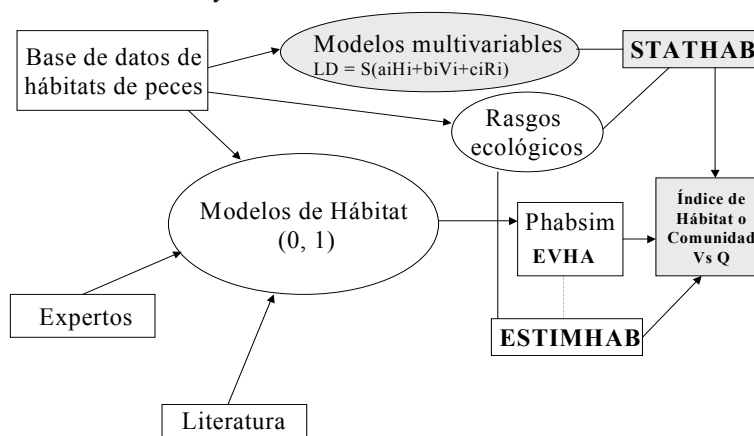 Base de datos de
hábitats de peces
Modelos multivariables
LD = S(aiHi+biVi+ciRi)
STATHAB
Rasgos
ecológicos
Modelos de Hábitat
(0, 1)
Phabsim
EVHA
Índice de
Hábitat o
Comunidad
Vs Q
Expertos
ESTIMHAB
Literatura